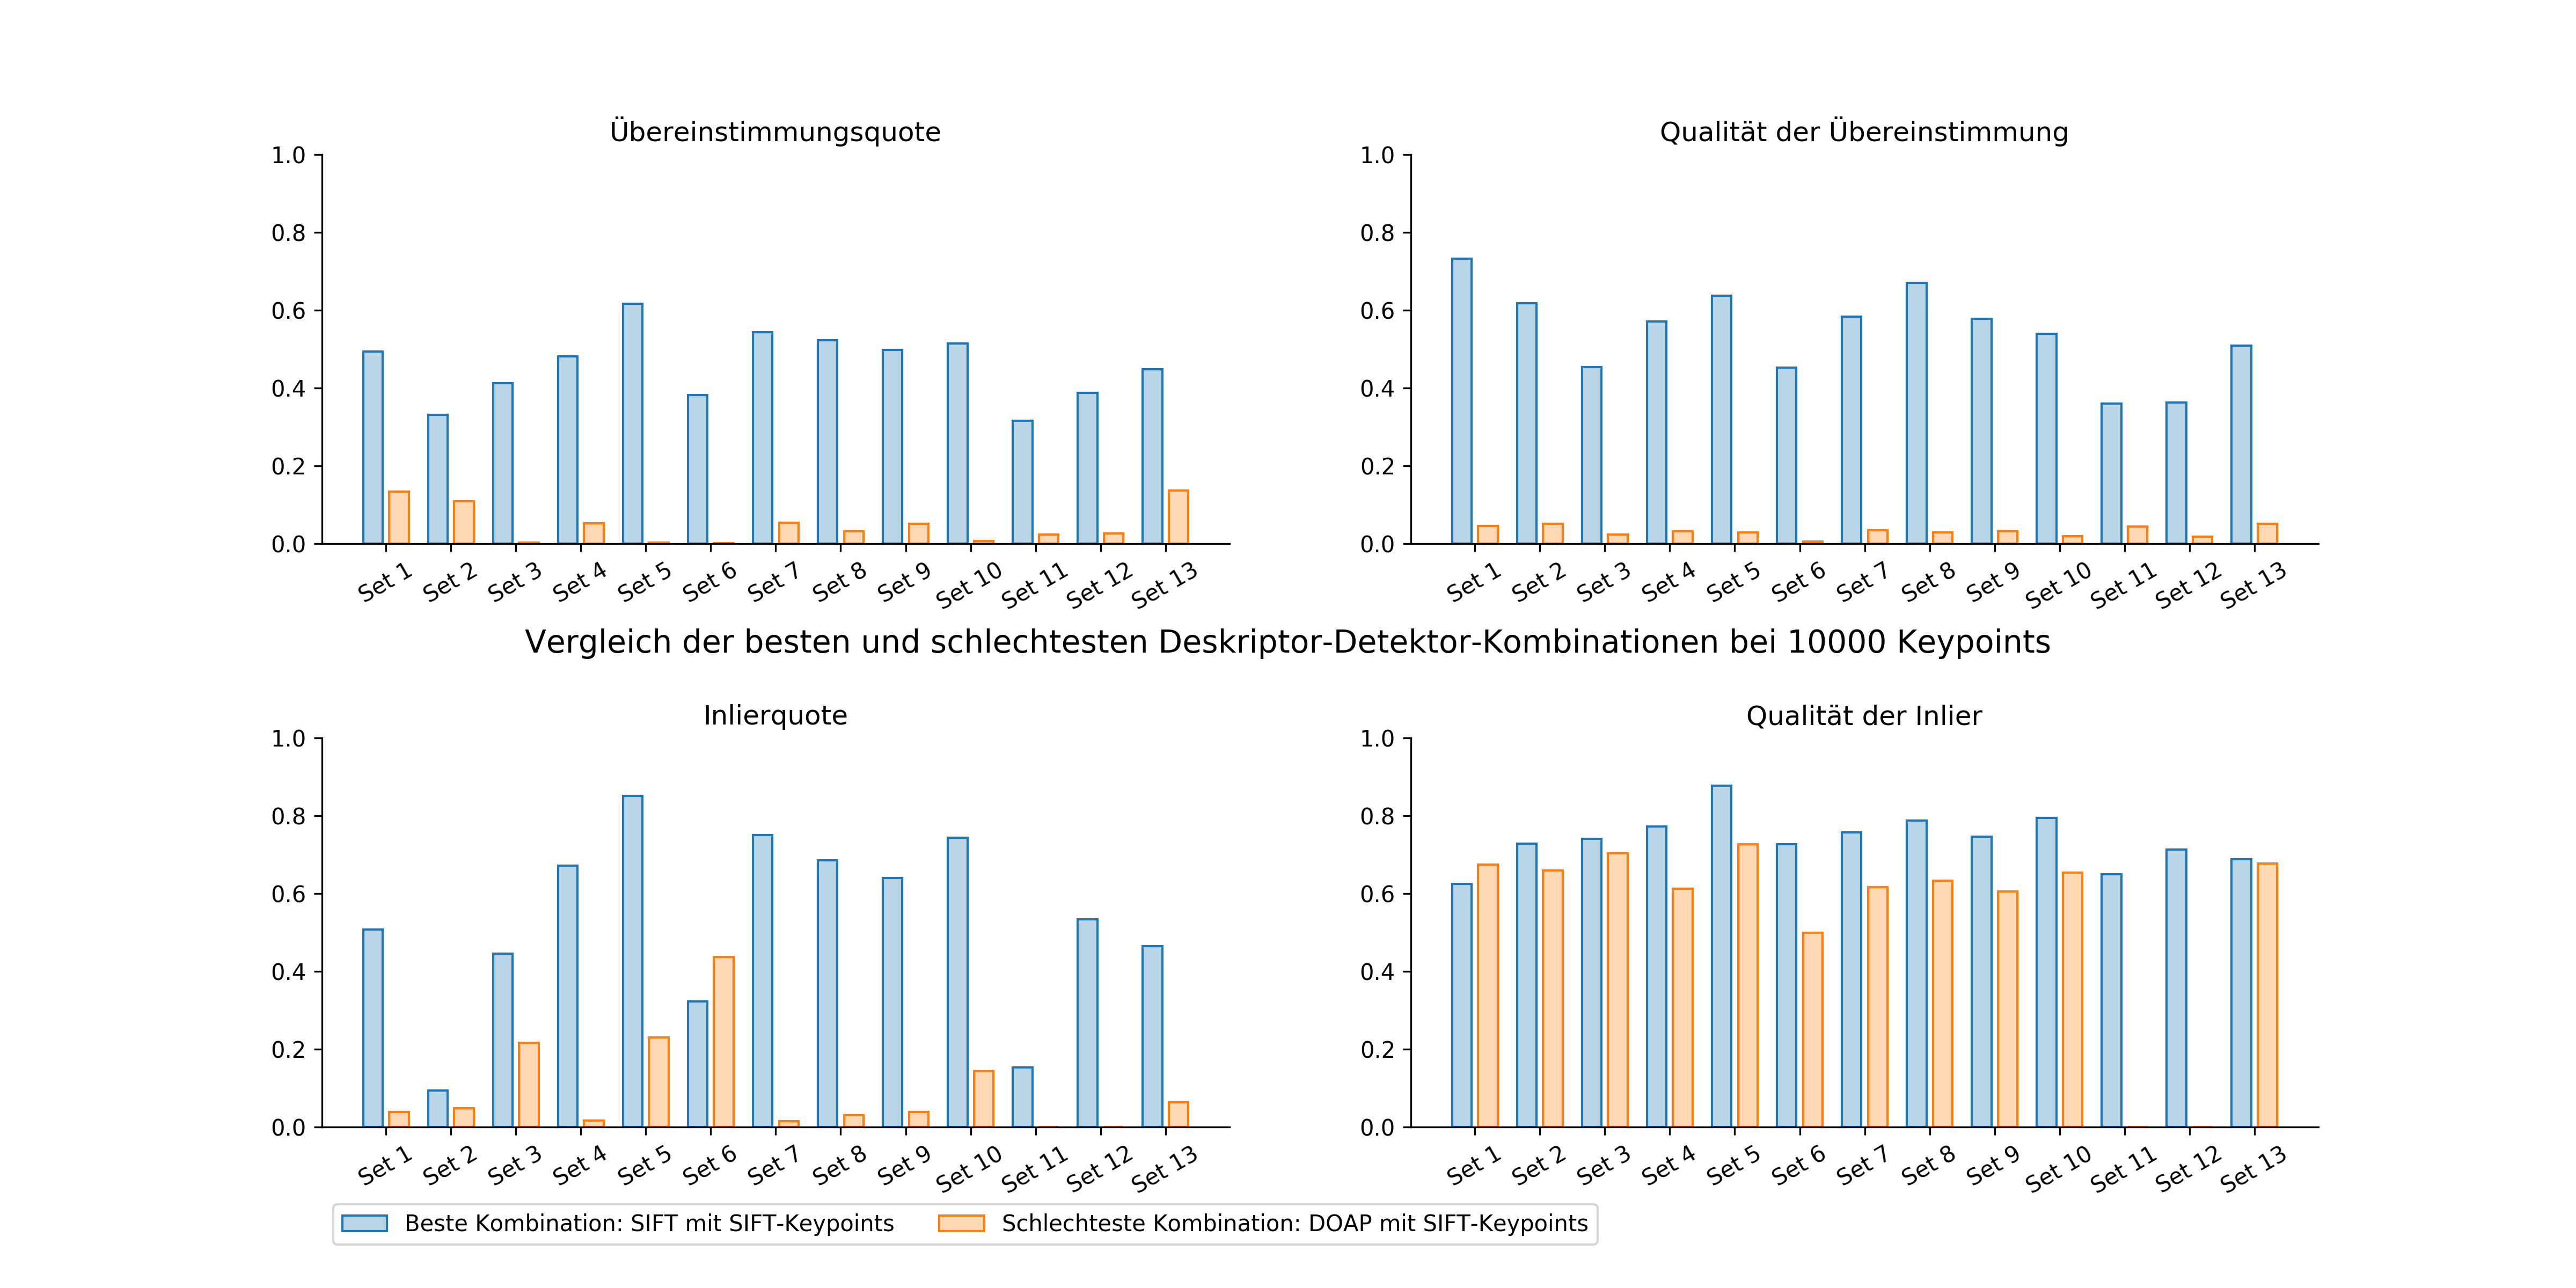 Übereinstimmungsquote
1.0
0.8
0.6
0.4
0.2
0.0
Set 1 Set 2 Set 3 Set 4 Set 5 Set 6 Set 7 Set 8 Set 9 Set 10 Set 11 Set 12 Set 13
Qualität der Übereinstimmung
1.0
0.8
0.6
0.4
0.2
0.0
Set 1 Set 2 Set 3 Set 4 Set 5 Set 6 Set 7 Set 8 Set 9 Set 10 Set 11 Set 12 Set 13
Vergleich der besten und schlechtesten Deskriptor-Detektor-Kombinationen bei 10000 Keypoints
Inlierquote
1.0
0.8
0.6
0.4
0.2
0.0
Set 1 Set 2 Set 3 Set 4 Set 5 Set 6 Set 7 Set 8 Set 9 Set 10 Set 11 Set 12 Set 13
Qualität der Inlier
1.0
0.8
0.6
0.4
0.2
0.0
Set 1 Set 2 Set 3 Set 4 Set 5 Set 6 Set 7 Set 8 Set 9 Set 10 Set 11 Set 12 Set 13
Beste Kombination: SIFT mit SIFT-Keypoints Schlechteste Kombination: DOAP mit SIFT-Keypoints